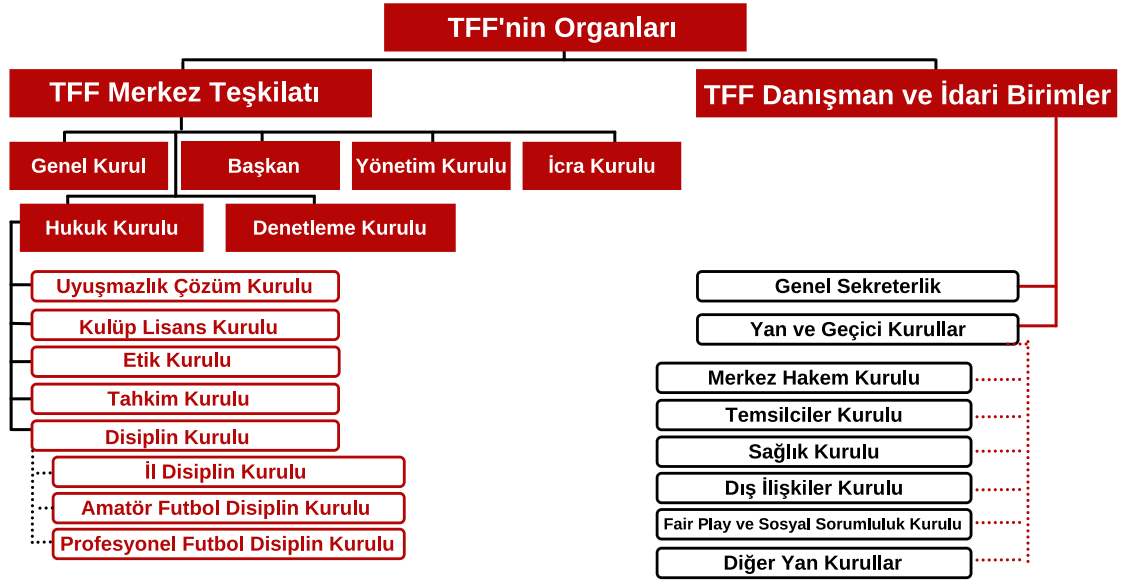 TFF'nin Organları
TFF Merkez Teşkilatı
TFF Danışman ve İdari Birimler
Genel Kurul
Başkan
Yönetim Kurulu
İcra Kurulu
Hukuk Kurulu
Denetleme Kurulu
Uyuşmazlık Çözüm Kurulu
Kulüp Lisans Kurulu
Etik Kurulu
Tahkim Kurulu
Disiplin Kurulu
İl Disiplin Kurulu
Amatör Futbol Disiplin Kurulu
Profesyonel Futbol Disiplin Kurulu
Genel Sekreterlik
Yan ve Geçici Kurullar
Merkez Hakem Kurulu
Temsilciler Kurulu
Sağlık Kurulu
Dış İlişkiler Kurulu
Fair Play ve Sosyal Sorumluluk Kurulu
Diğer Yan Kurullar